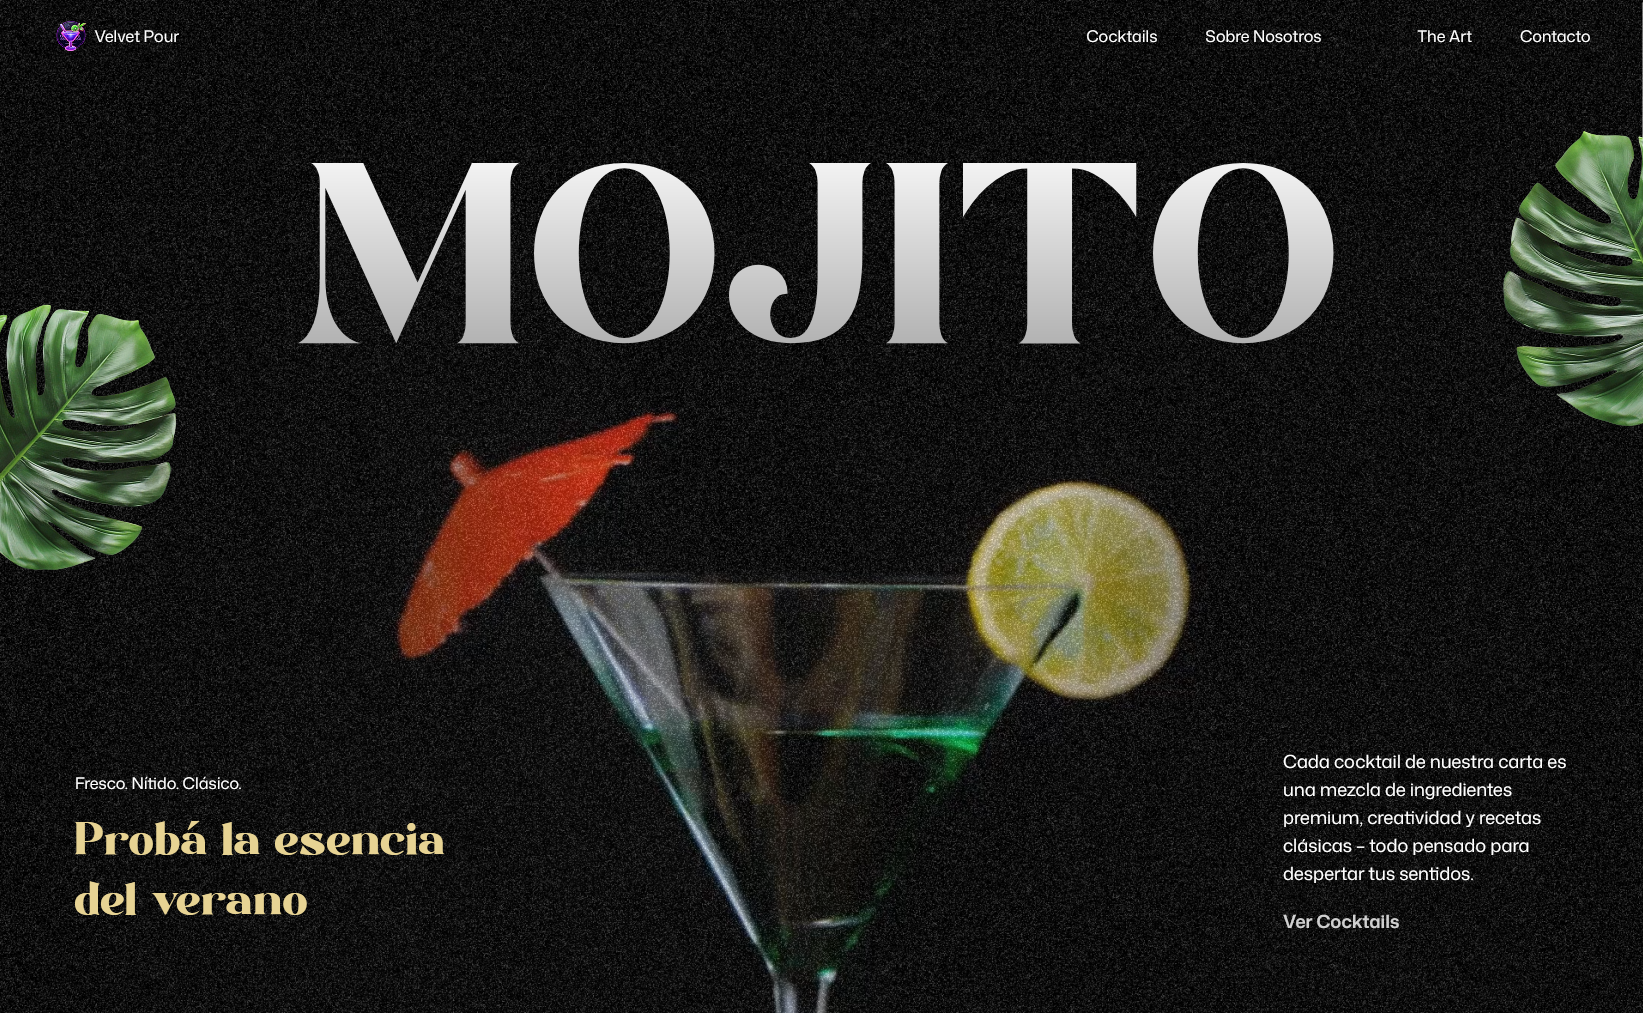 Velvet Pour
Cocktails
Sobre Nosotros
The Art
Contacto
MOJITO
Fresco. Nítido. Clásico.
Probá la esencia
del verano
Cada cocktail de nuestra carta es
una mezcla de ingredientes
premium, creatividad y recetas
clásicas – todo pensado para
despertar tus sentidos.
Ver Cocktails